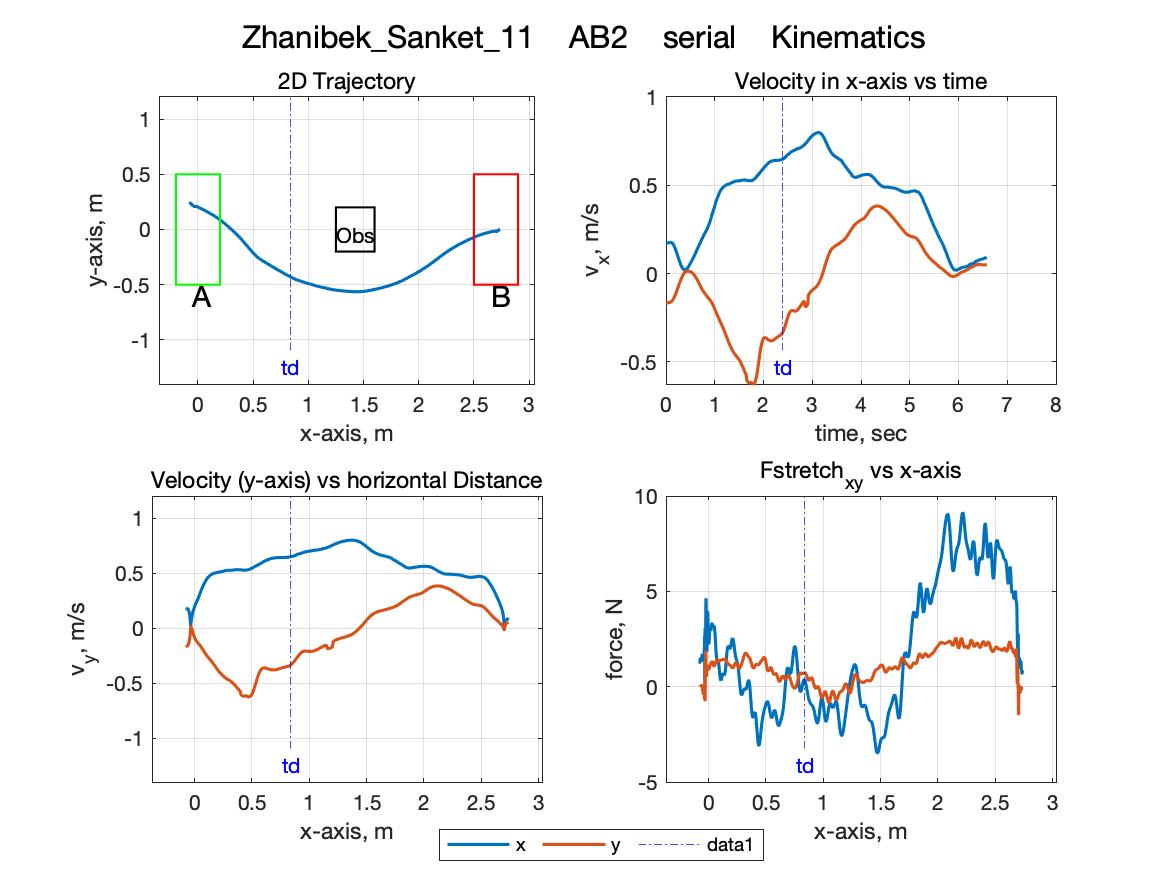 Zhanibek_Sanket_11 AB2 serial Kinematics
2D Trajectory
1
0.5
0
-0.5
-1
y-axis, m
Obs
A
B
td
0 0.5 1 1.5 2 2.5 3
x-axis, m
Velocity in x-axis vs time
1
0.5
0
-0.5
v_x, m/s
td
0 1 2 3 4 5 6 7 8
time, sec
Velocity (y-axis) vs horizontal Distance
1
0.5
0
-0.5
-1
v_y, m/s
td
0 0.5 1 1.5 2 2.5 3
x-axis, m
Fstretch_xy vs x-axis
10
5
0
-5
force, N
td
0 0.5 1 1.5 2 2.5 3
x-axis, m
x y data1